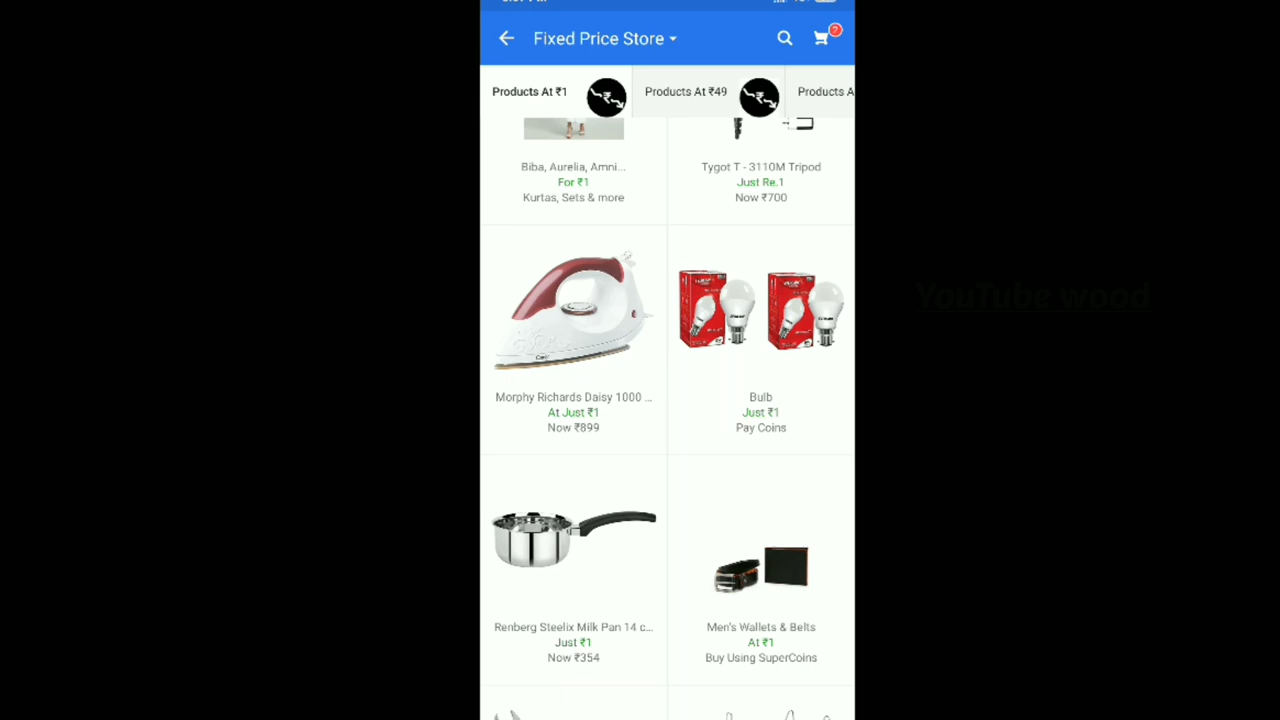 Fixed Price Store
2
Products At ₹1
Products At ₹49
Products A
Biba, Aurelia, Amni...
For ₹1
Kurtas, Sets & more
Tygot T - 3110M Tripod
Just Re.1
Now ₹700
Morphy Richards Daisy 1000 ...
At Just ₹1
Now ₹899
Bulb
Just ₹1
Pay Coins
Renberg Steelix Milk Pan 14 c...
Just ₹1
Now ₹354
Men's Wallets & Belts
At ₹1
Buy Using SuperCoins
YouTube wood